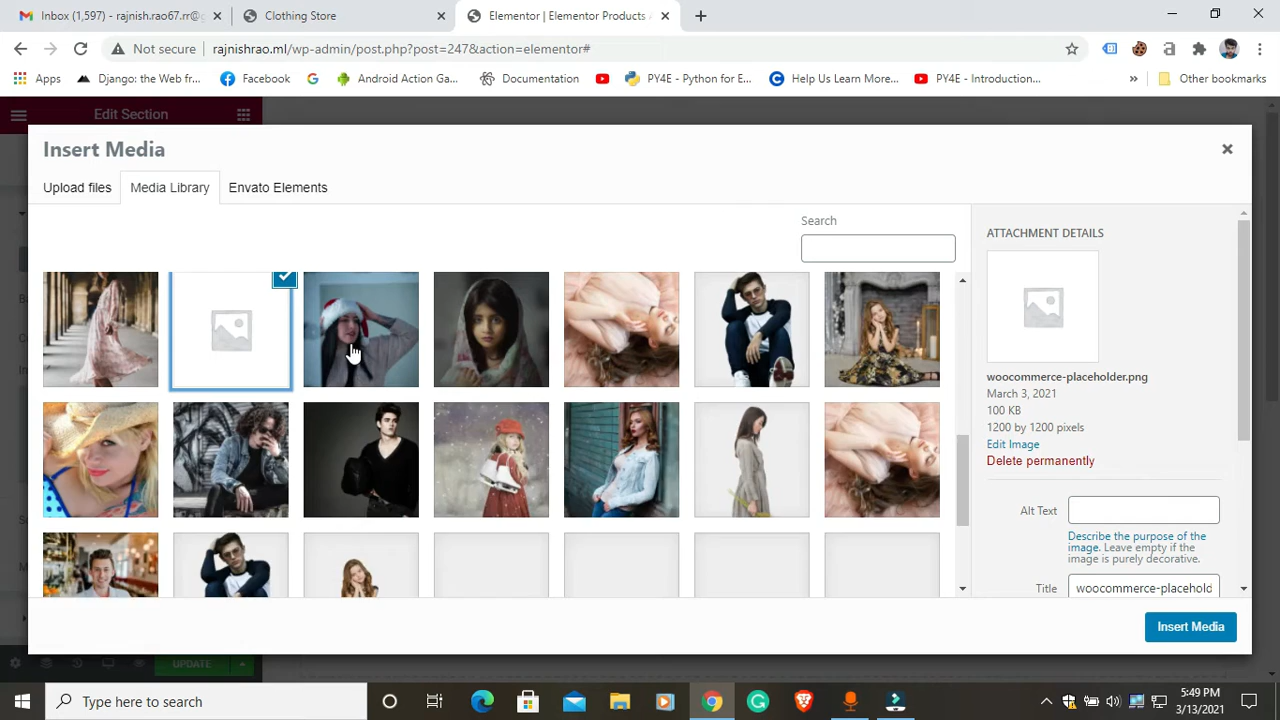 Inbox (1,597) - rajnish.rao67.rr@g
Clothing Store
Elementor | Elementor Products
Not secure
rajnishrao.ml/wp-admin/post.php?post=247&action=elementor#
Apps
Django: the Web fr...
Facebook
Android Action Ga...
Documentation
PY4E - Python for E...
Help Us Learn More...
PY4E - Introduction...
Other bookmarks
Edit Section
Insert Media
Upload files
Media Library
Envato Elements
Search
ATTACHMENT DETAILS
woocommerce-placeholder.png
March 3, 2021
100 KB
1200 by 1200 pixels
Edit Image
Delete permanently
Alt Text
Describe the purpose of the
image. Leave empty if the
image is purely decorative.
Title
woocommerce-placehold
Insert Media
UPDATE
Type here to search
5:49 PM
3/13/2021